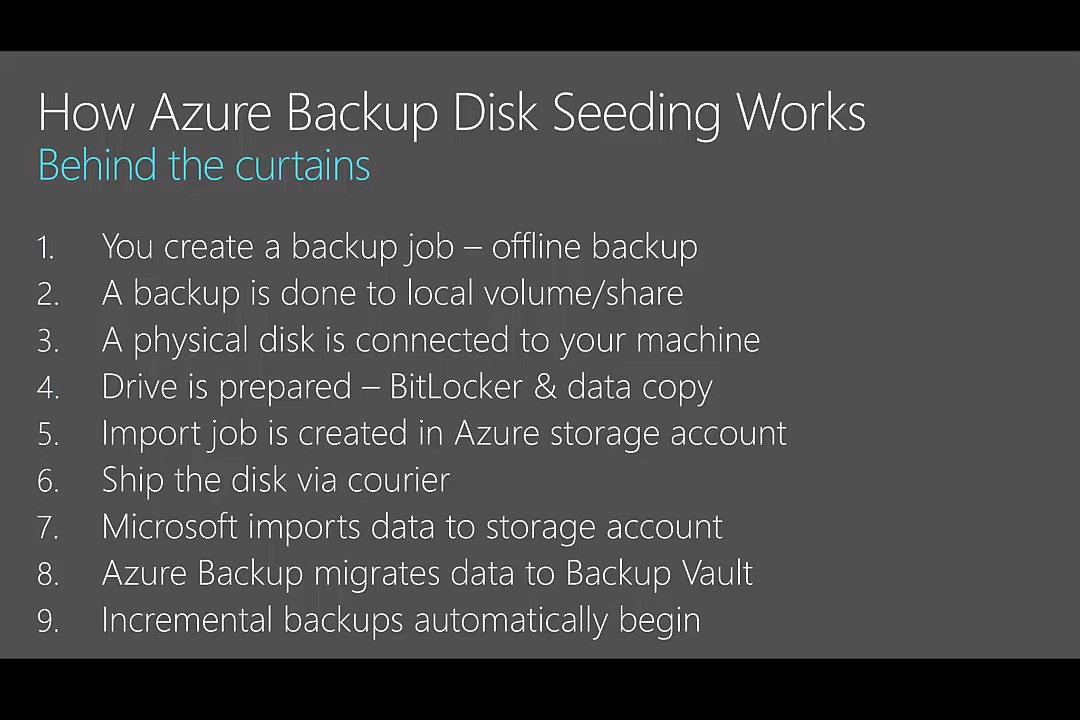 How Azure Backup Disk Seeding Works
Behind the curtains
1. You create a backup job – offline backup
2. A backup is done to local volume/share
3. A physical disk is connected to your machine
4. Drive is prepared – BitLocker & data copy
5. Import job is created in Azure storage account
6. Ship the disk via courier
7. Microsoft imports data to storage account
8. Azure Backup migrates data to Backup Vault
9. Incremental backups automatically begin